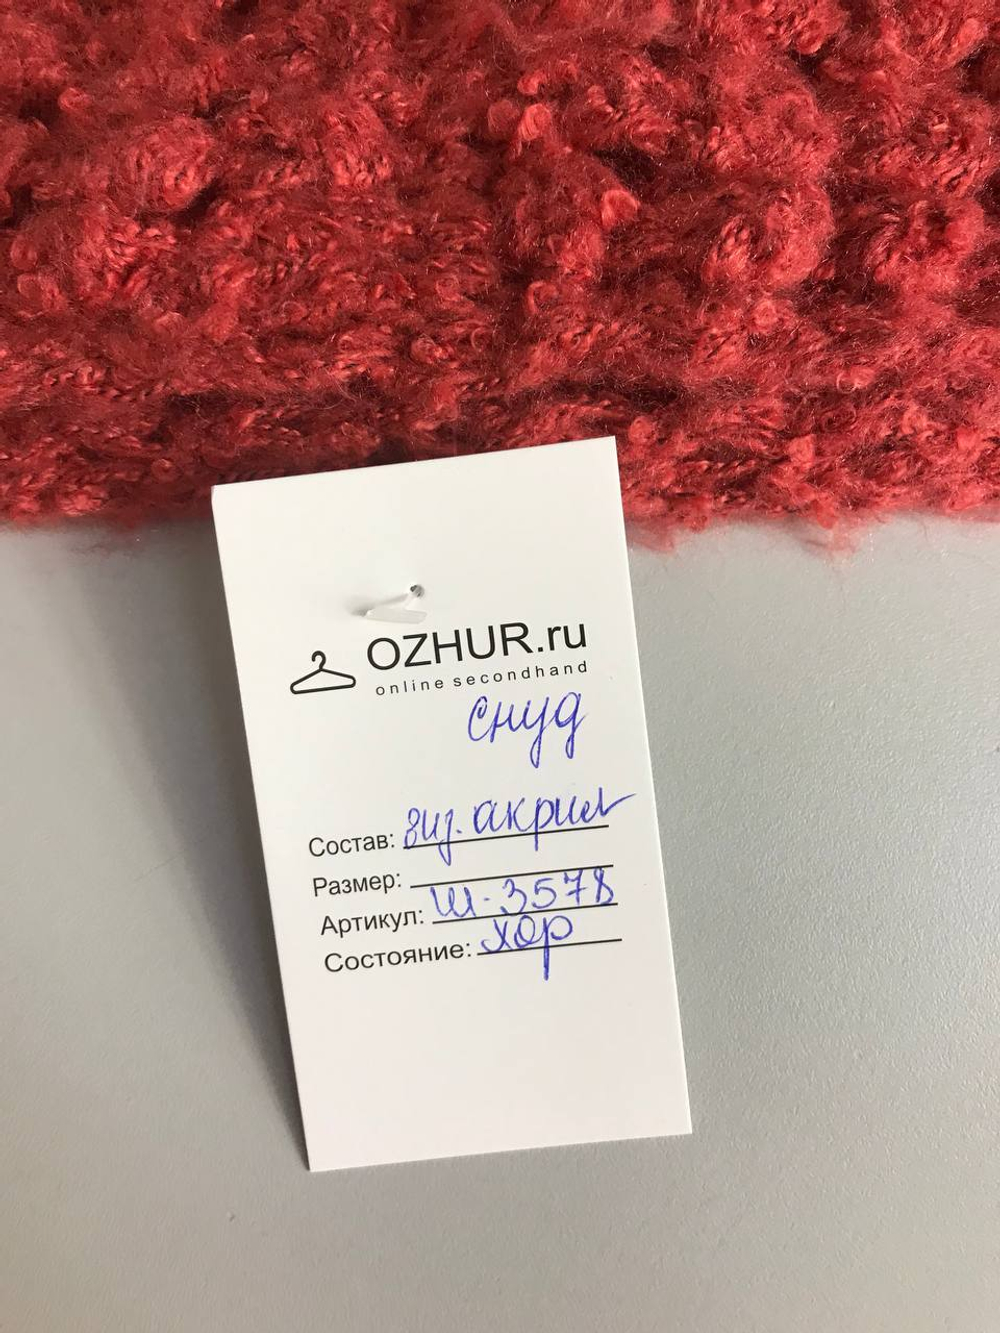 OZHUR.ru
online secondhand
снуд
Состав: виз. акрил
Размер:
Артикул: Ш-3578
Состояние: хор